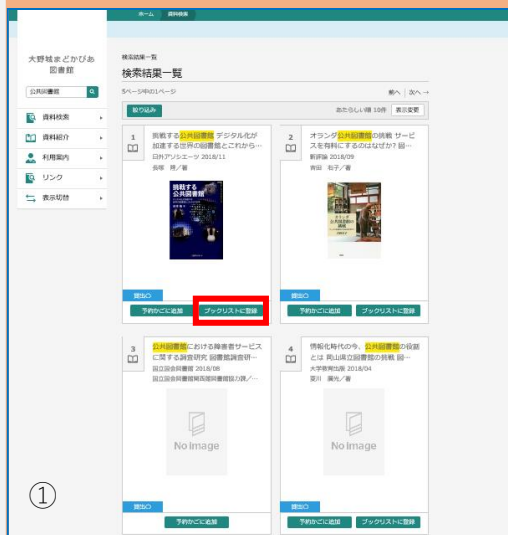 ホーム 資料検索
大野城まどかぴあ
図書館
公共図書館
資料検索
資料紹介
利用案内
リンク
表示切替
検索結果一覧
検索結果一覧
5ページ中の1ページ
前へ 次へ →
絞り込み
あたらしい順 10件 表示変更
1
挑戦する公共図書館 デジタル化が
加速する世界の図書館とこれから…
日外アソシエーツ 2018/11
長塚 隆／著
挑戦する
公共図書館
貸出○
予約かごに追加 ブックリストに登録
2
オランダ公共図書館の挑戦 サービ
スを有料にするのはなぜか? 図…
新評論 2018/09
吉田 右子／著
貸出○
予約かごに追加 ブックリストに登録
3
公共図書館における障害者サービス
に関する調査研究 図書館調査研…
国立国会図書館 2018/08
国立国会図書館関西館図書館協力課／…
No Image
貸出○
予約かごに追加
4
情報化時代の今、公共図書館の役割
とは 岡山県立図書館の挑戦 図…
大学教育出版 2018/04
菱川 廣光／著
No Image
貸出○
予約かごに追加 ブックリストに登録
①